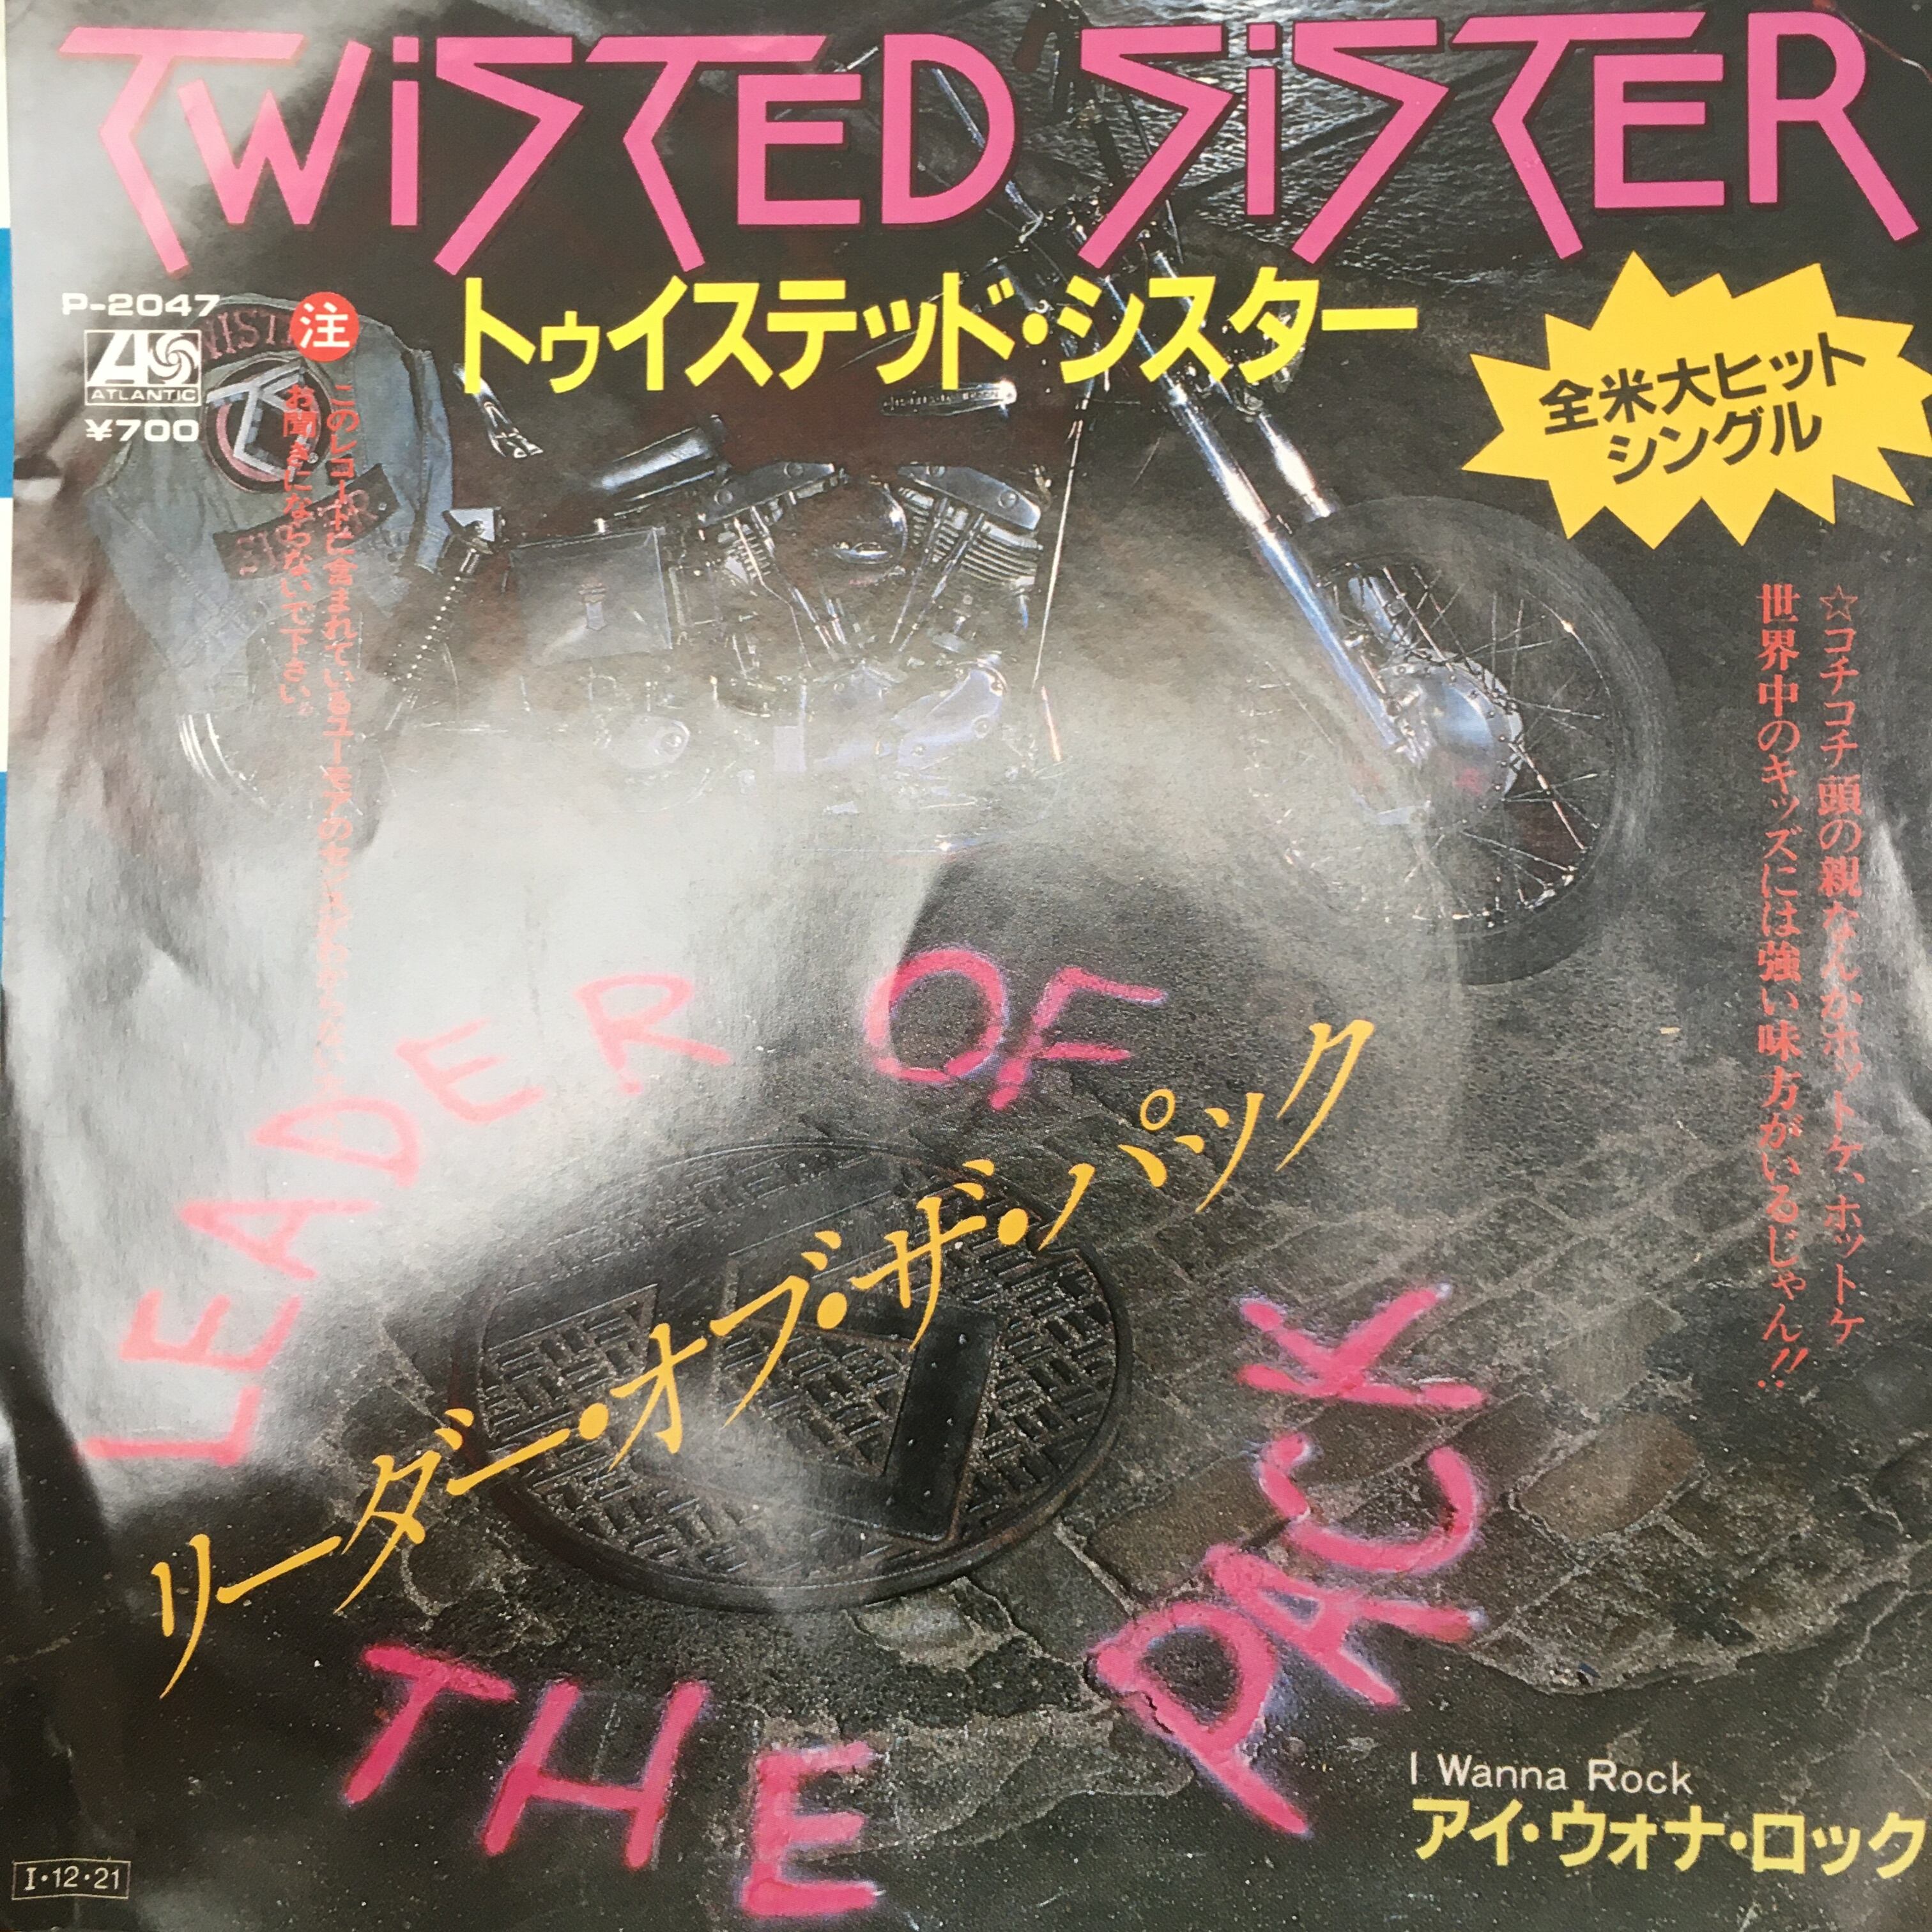 TWiSTED SiSTER
トゥイステッド・シスター
P-2047
ATLANTIC
¥700
注
このレコードに含まれているユーモアのセンスがわからない
お聞きにならないで下さい。
全米大ヒット
シングル
☆コチコチ頭の親なんかホットケ、ホットケ
世界中のキッズには強い味方がいるじゃん!!
LEADER OF
THE PACK
リーダー・オブ・ザ・パック
I Wanna Rock
アイ・ウォナ・ロック
I・12・21